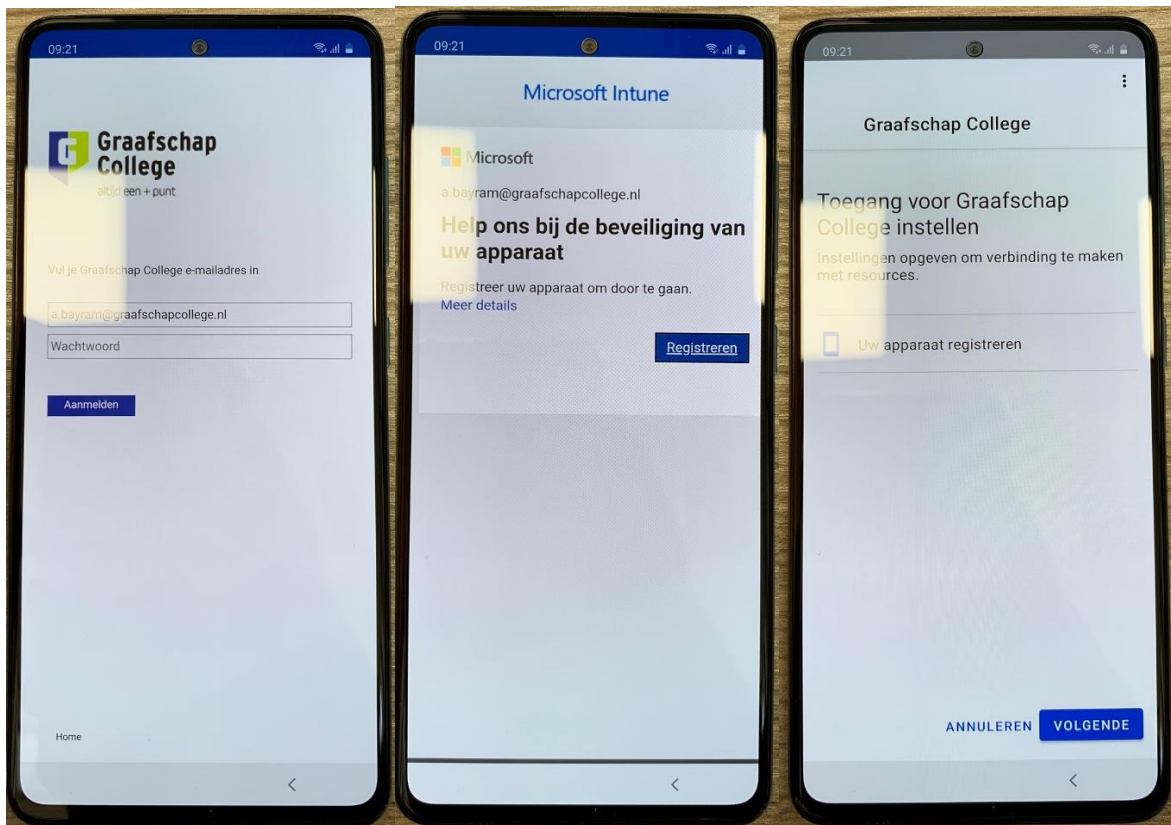 09:21
Graafschap
College
altijd een + punt
Vul je Graafschap College e-mailadres in
a.bayram@graafschapcollege.nl
Wachtwoord
Aanmelden
Home
09:21
Microsoft Intune
Microsoft
a.bayram@graafschapcollege.nl
Help ons bij de beveiliging van
uw apparaat
Registreer uw apparaat om door te gaan.
Meer details
Registreren
09:21
Graafschap College
Toegang voor Graafschap
College instellen
Instellingen opgeven om verbinding te maken
met resources.
Uw apparaat registreren
ANNULEREN VOLGENDE